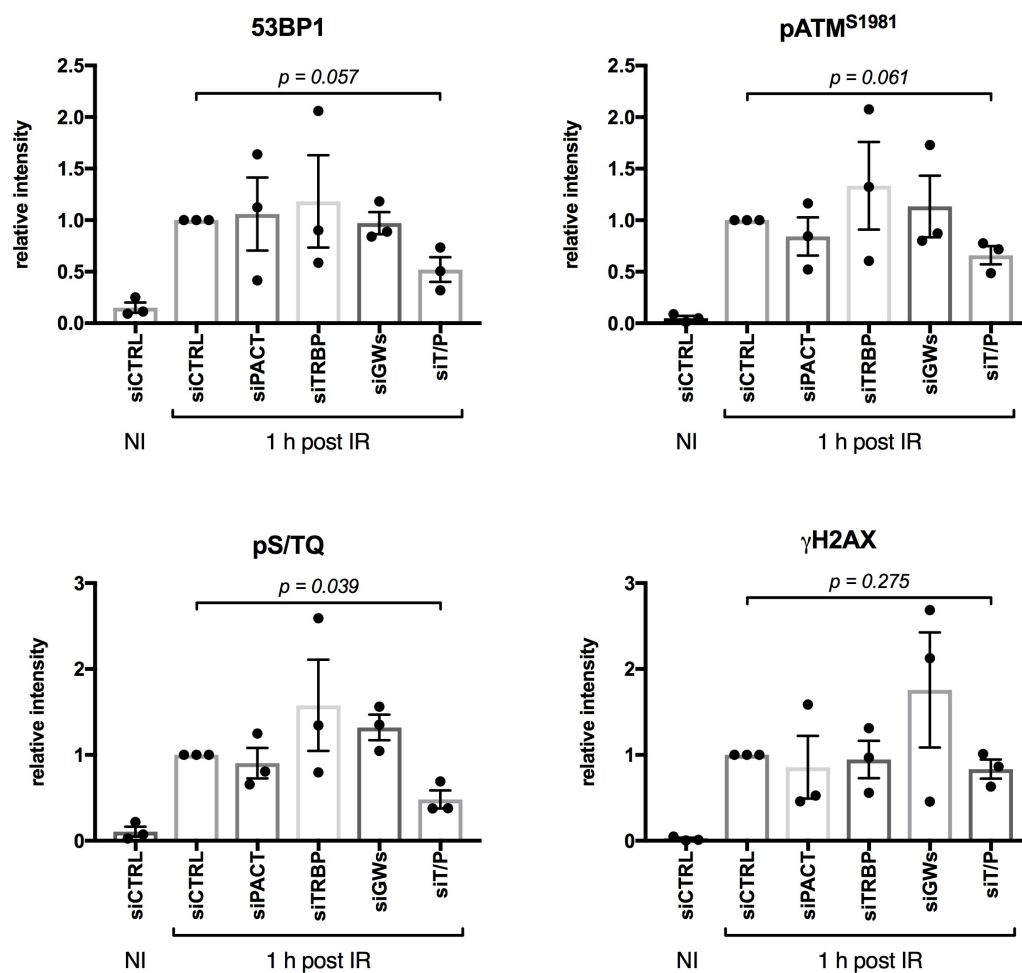 53BP1
p = 0.057
relative intensity
2.5
2.0
1.5
1.0
0.5
0.0
siCTRL
siCTRL
siPACT
siTRBP
siGWs
siT/P
NI
1 h post IR
pATM^S1981
p = 0.061
relative intensity
2.5
2.0
1.5
1.0
0.5
0.0
siCTRL
siCTRL
siPACT
siTRBP
siGWs
siT/P
NI
1 h post IR
pS/TQ
p = 0.039
relative intensity
3
2
1
0
siCTRL
siCTRL
siPACT
siTRBP
siGWs
siT/P
NI
1 h post IR
γH2AX
p = 0.275
relative intensity
3
2
1
0
siCTRL
siCTRL
siPACT
siTRBP
siGWs
siT/P
NI
1 h post IR